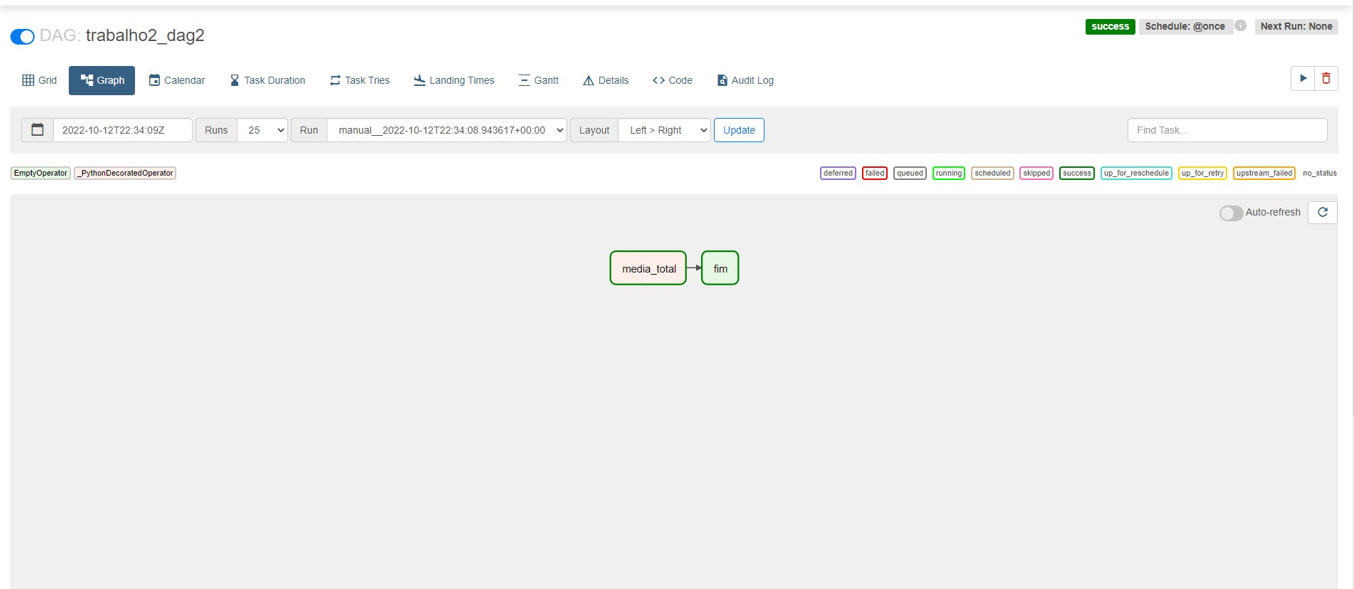 DAG: trabalho2_dag2
success Schedule: @once Next Run: None
Grid Graph Calendar Task Duration Task Tries Landing Times Gantt Details Code Audit Log
2022-10-12T22:34:09Z Runs 25 Run manual__2022-10-12T22:34:08.943617+00:00 Layout Left > Right Update Find Task...
EmptyOperator _PythonDecoratedOperator deferred failed queued running scheduled skipped success up_for_reschedule up_for_retry upstream_failed no_status
Auto-refresh
media_total fim